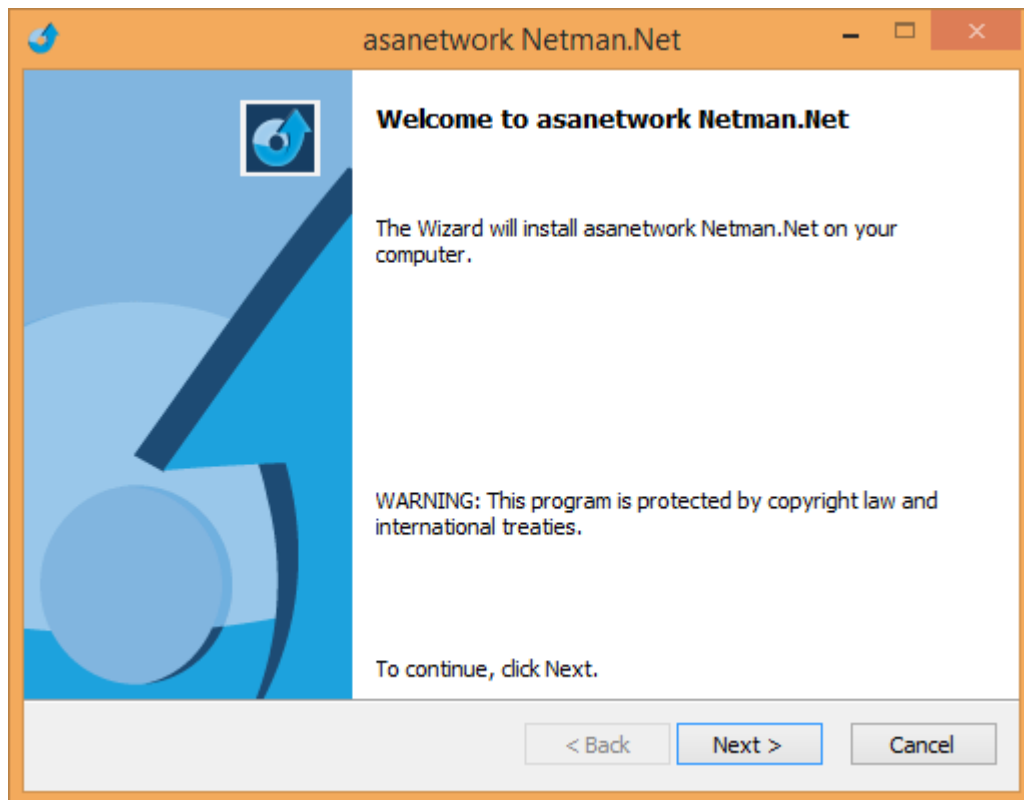 asanetwork Netman.Net
Welcome to asanetwork Netman.Net
The Wizard will install asanetwork Netman.Net on your
computer.
WARNING: This program is protected by copyright law and
international treaties.
To continue, click Next.
< Back
Next >
Cancel